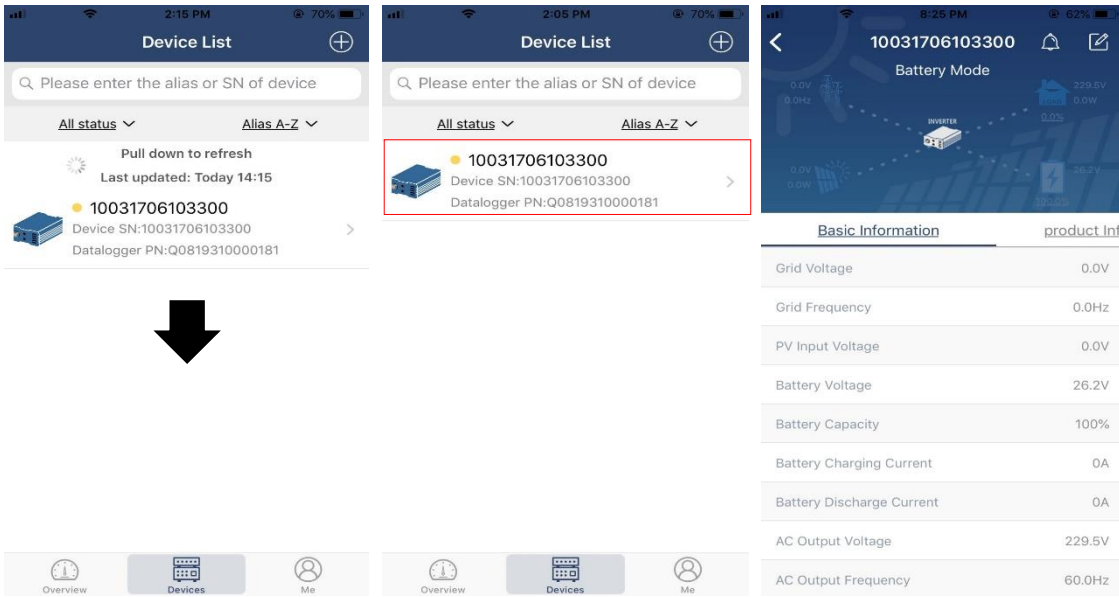 2:15 PM
70%
Device List
Please enter the alias or SN of device
All status
Alias A-Z
Pull down to refresh
Last updated: Today 14:15
10031706103300
Device SN:10031706103300
Datalogger PN:Q0819310000181
Overview
Devices
Me
2:05 PM
70%
Device List
Please enter the alias or SN of device
All status
Alias A-Z
10031706103300
Device SN:10031706103300
Datalogger PN:Q0819310000181
Overview
Devices
Me
8:25 PM
62%
10031706103300
Battery Mode
0.0V
0.0Hz
229.5V
0.0W
LOAD
0.0%
INVERTER
0.0V
0.0W
26.2V
100.0%
Basic Information
product Inf
Grid Voltage 0.0V
Grid Frequency 0.0Hz
PV Input Voltage 0.0V
Battery Voltage 26.2V
Battery Capacity 100%
Battery Charging Current 0A
Battery Discharge Current 0A
AC Output Voltage 229.5V
AC Output Frequency 60.0Hz